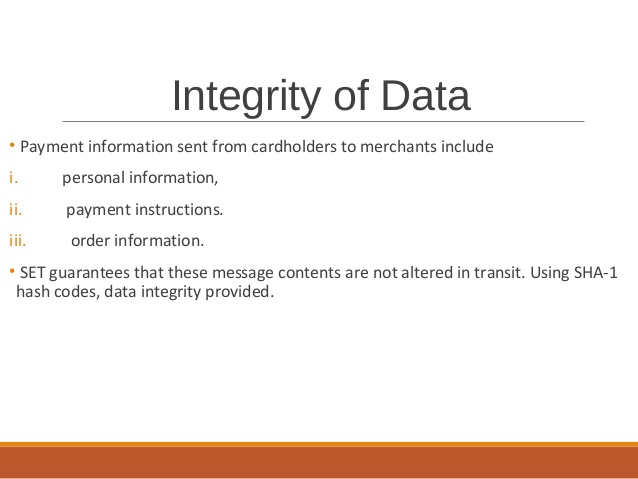 Integrity of Data
• Payment information sent from cardholders to merchants include
i. personal information,
ii. payment instructions.
iii. order information.
• SET guarantees that these message contents are not altered in transit. Using SHA-1
hash codes, data integrity provided.